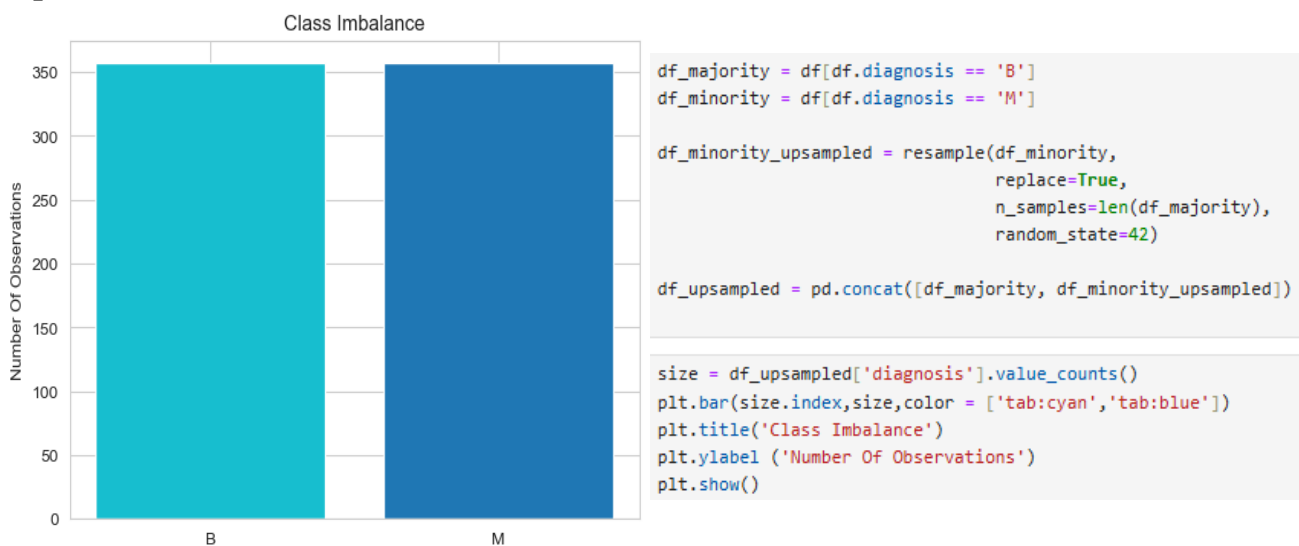 Class Imbalance
Number Of Observations
350
300
250
200
150
100
50
0
B
M
df_majority = df[df.diagnosis == 'B']
df_minority = df[df.diagnosis == 'M']
df_minority_upsampled = resample(df_minority,
replace=True,
n_samples=len(df_majority),
random_state=42)
df_upsampled = pd.concat([df_majority, df_minority_upsampled])
size = df_upsampled['diagnosis'].value_counts()
plt.bar(size.index,size,color = ['tab:cyan','tab:blue'])
plt.title('Class Imbalance')
plt.ylabel ('Number Of Observations')
plt.show()